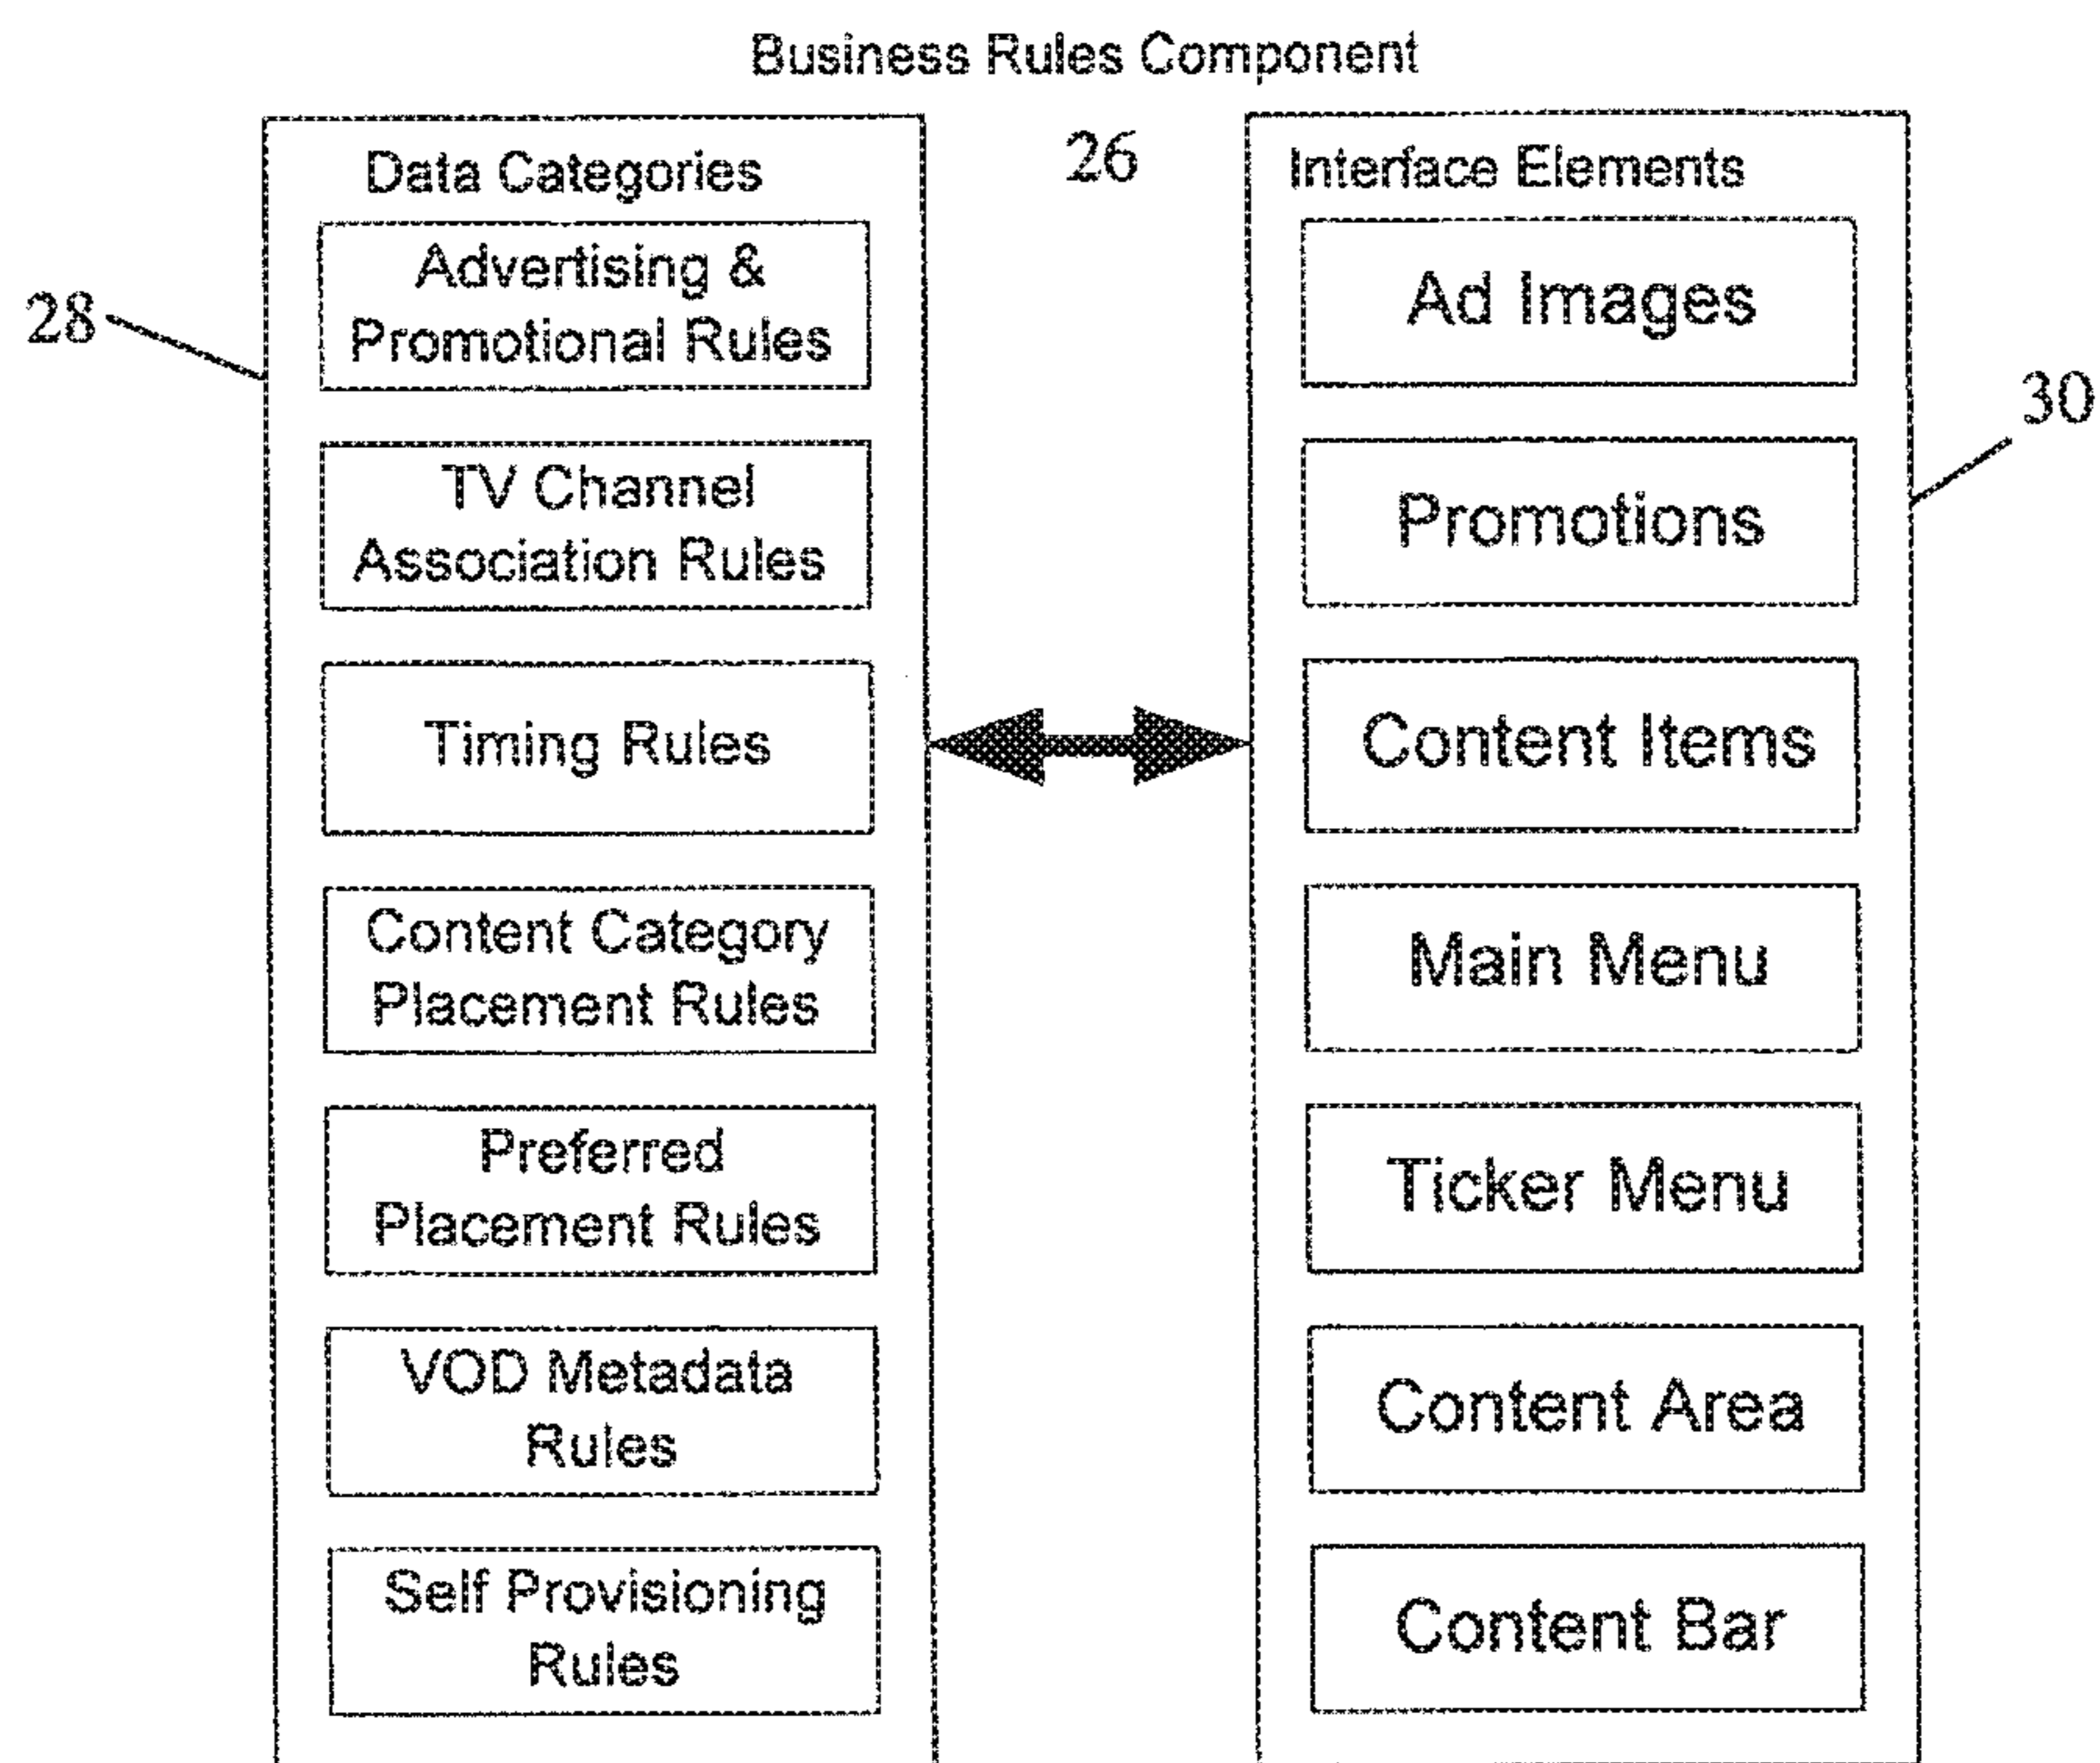 Business Rules Component
26
28
Data Categories
Advertising &
Promotional Rules
TV Channel
Association Rules
Timing Rules
Content Category
Placement Rules
Preferred
Placement Rules
VOD Metadata
Rules
Self Provisioning
Rules
Interface Elements
Ad Images
Promotions
Content Items
Main Menu
Ticker Menu
Content Area
Content Bar
30